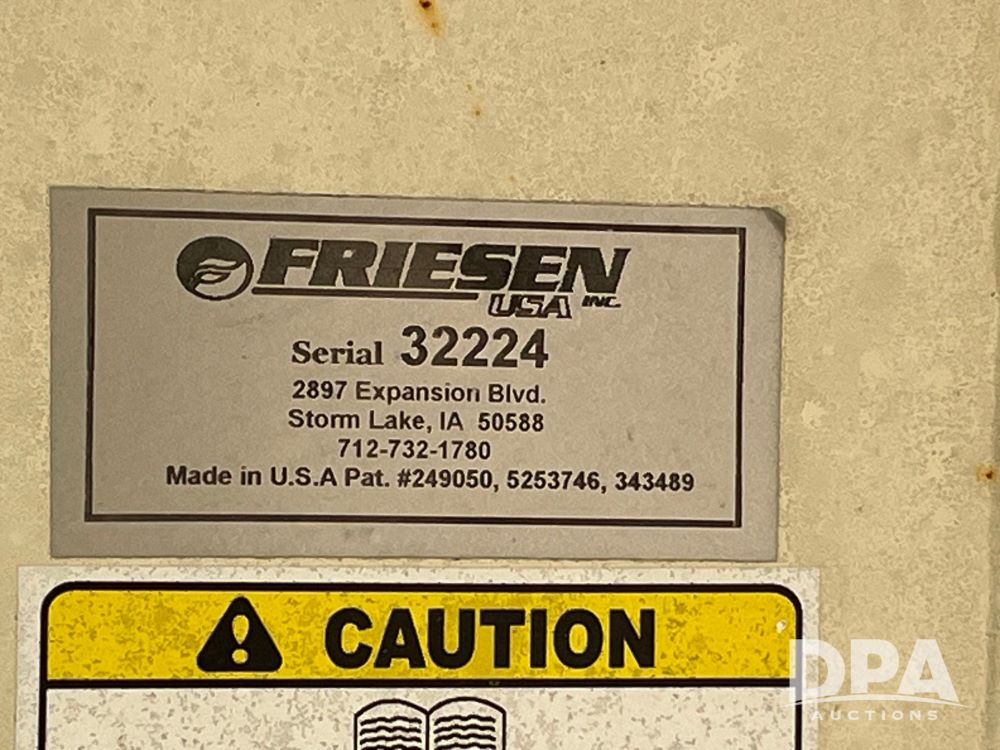 FRIESEN
USA INC.
Serial 32224
2897 Expansion Blvd.
Storm Lake, IA 50588
712-732-1780
Made in U.S.A Pat. #249050, 5253746, 343489
! CAUTION
DPA
AUCTIONS